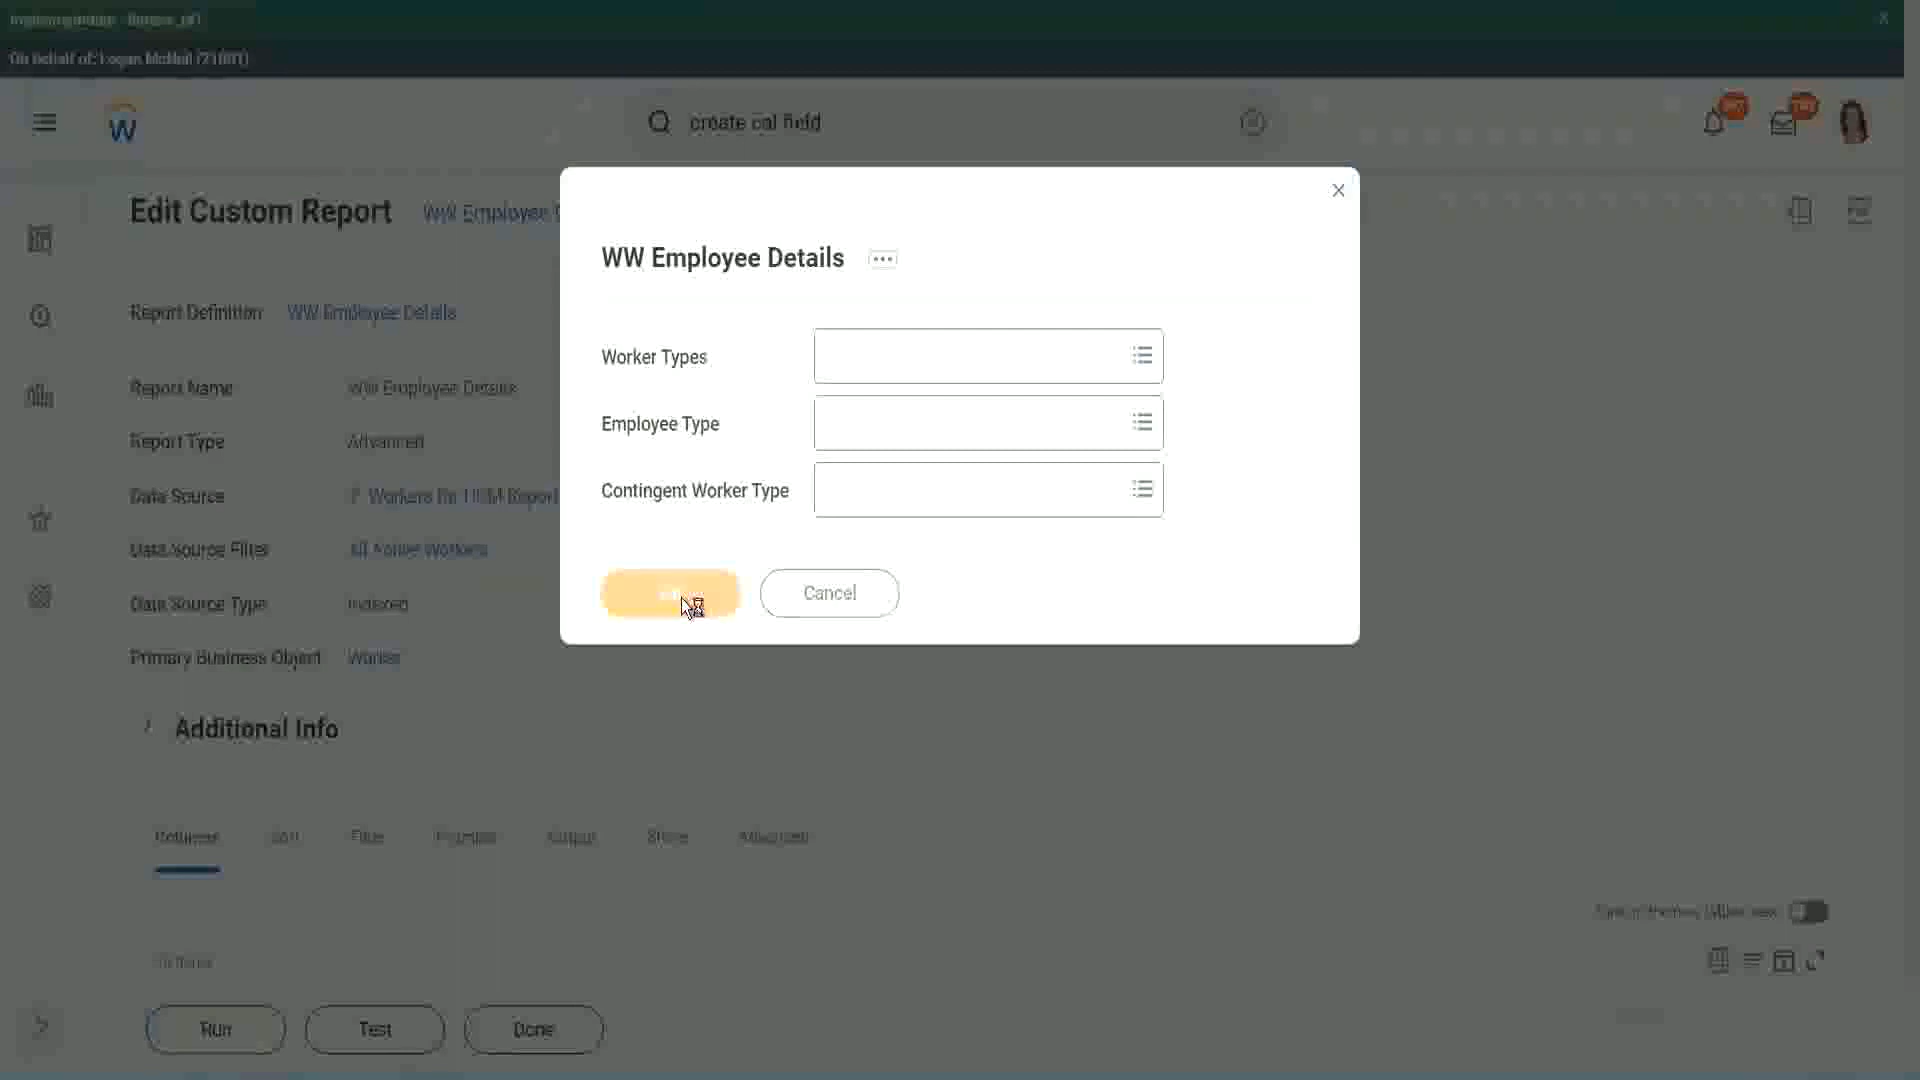 On behalf of: Logan McNeil (21001)
create cal field
Edit Custom Report
WW Employee
Report Definition WW Employee Details
Report Name WW Employee Details
Report Type Advanced
Data Source Workers for HCM Report
Data Source Filter All Active Workers
Data Source Type Indexed
Primary Business Object Worker
Additional Info
Columns Sort Filter Prompts Output Share Advanced
Run Test Done
WW Employee Details
Worker Types
Employee Type
Contingent Worker Type
Cancel